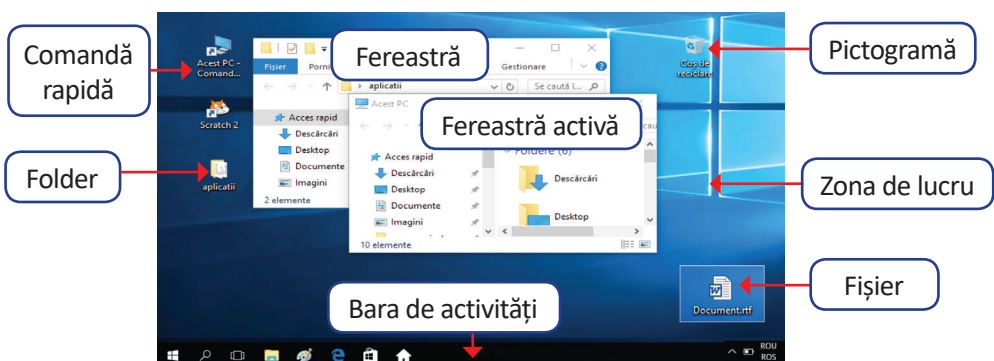 Comandă
rapidă
Folder
Fereastră
Fereastră activă
Bara de activități
Pictogramă
Zona de lucru
Fișier
Acest PC -
Comand...
Scratch 2
aplicatii
Coș de
reciclare
Document.rtf
Fișier
Gestionare
aplicatii
Se caută î...
Acces rapid
Descărcări
Desktop
Documente
Imagini
2 elemente
Acest PC
Acces rapid
Descărcări
Desktop
Documente
Imagini
Foldere (6)
Descărcări
Desktop
10 elemente
ROU
ROS